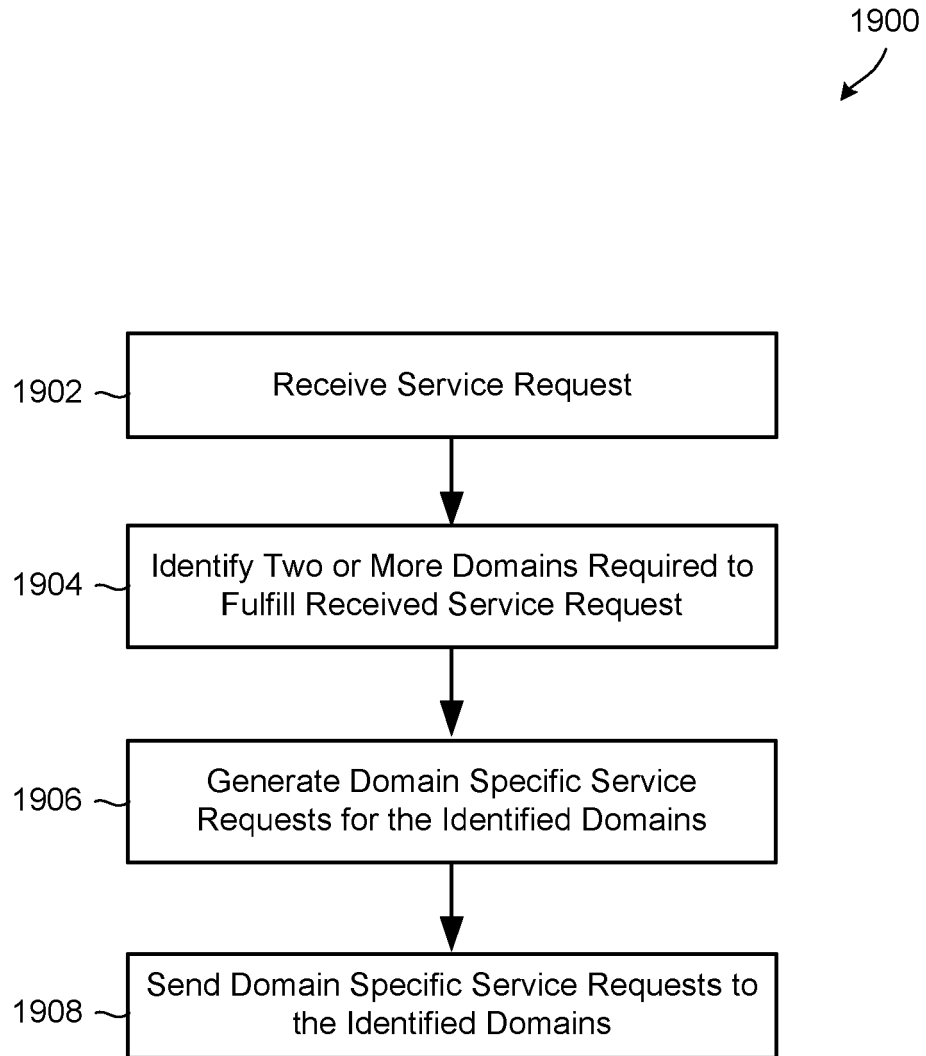 1900
1902
Receive Service Request
1904
Identify Two or More Domains Required to
Fulfill Received Service Request
1906
Generate Domain Specific Service
Requests for the Identified Domains
1908
Send Domain Specific Service Requests to
the Identified Domains